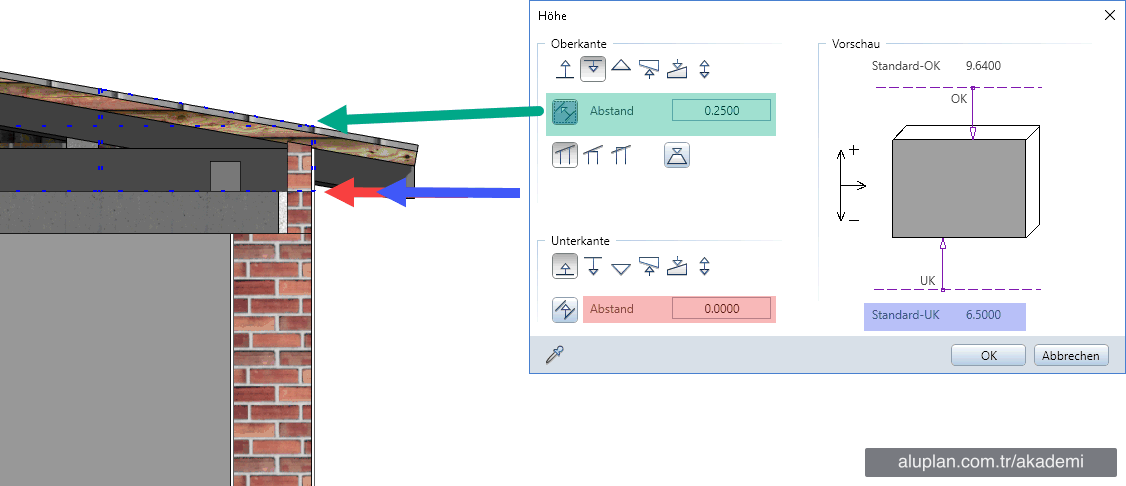 Höhe
Oberkante
Abstand 0.2500
Unterkante
Abstand 0.0000
Vorschau
Standard-OK 9.6400
OK
+
−
UK
Standard-UK 6.5000
OK Abbrechen
aluplan.com.tr/akademi